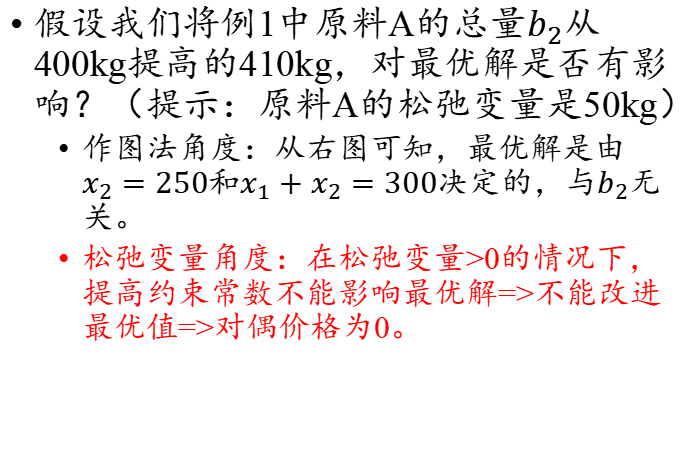 • 假设我们将例1中原料A的总量b₂从
400kg提高的410kg，对最优解是否有影
响？（提示：原料A的松弛变量是50kg）
• 作图法角度：从右图可知，最优解是由
x₂ = 250和x₁ + x₂ = 300决定的，与b₂无
关。
• 松弛变量角度：在松弛变量>0的情况下，
提高约束常数不能影响最优解=>不能改进
最优值=>对偶价格为0。